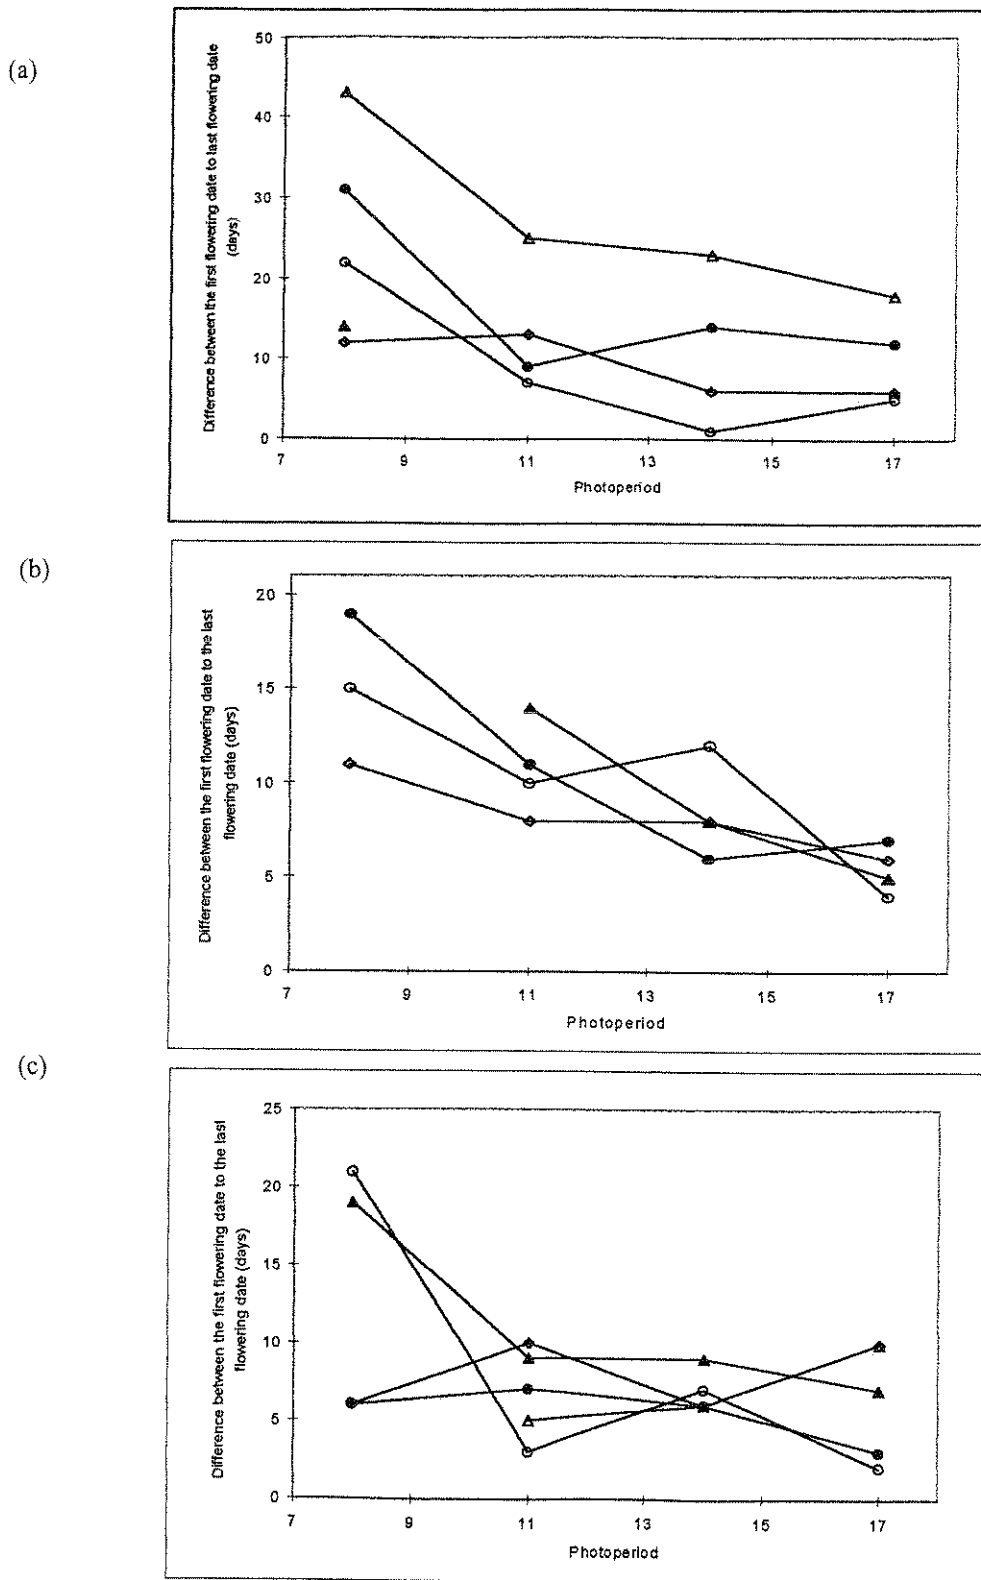 (a)
Difference between the first flowering date to last flowering date
(days)
50
40
30
20
10
0
7 9 11 13 15 17
Photoperiod
(b)
Difference between the first flowering date to the last
flowering date (days)
20
15
10
5
0
7 9 11 13 15 17
Photoperiod
(c)
Difference between the first flowering date to the last
flowering date (days)
25
20
15
10
5
0
7 9 11 13 15 17
Photoperiod